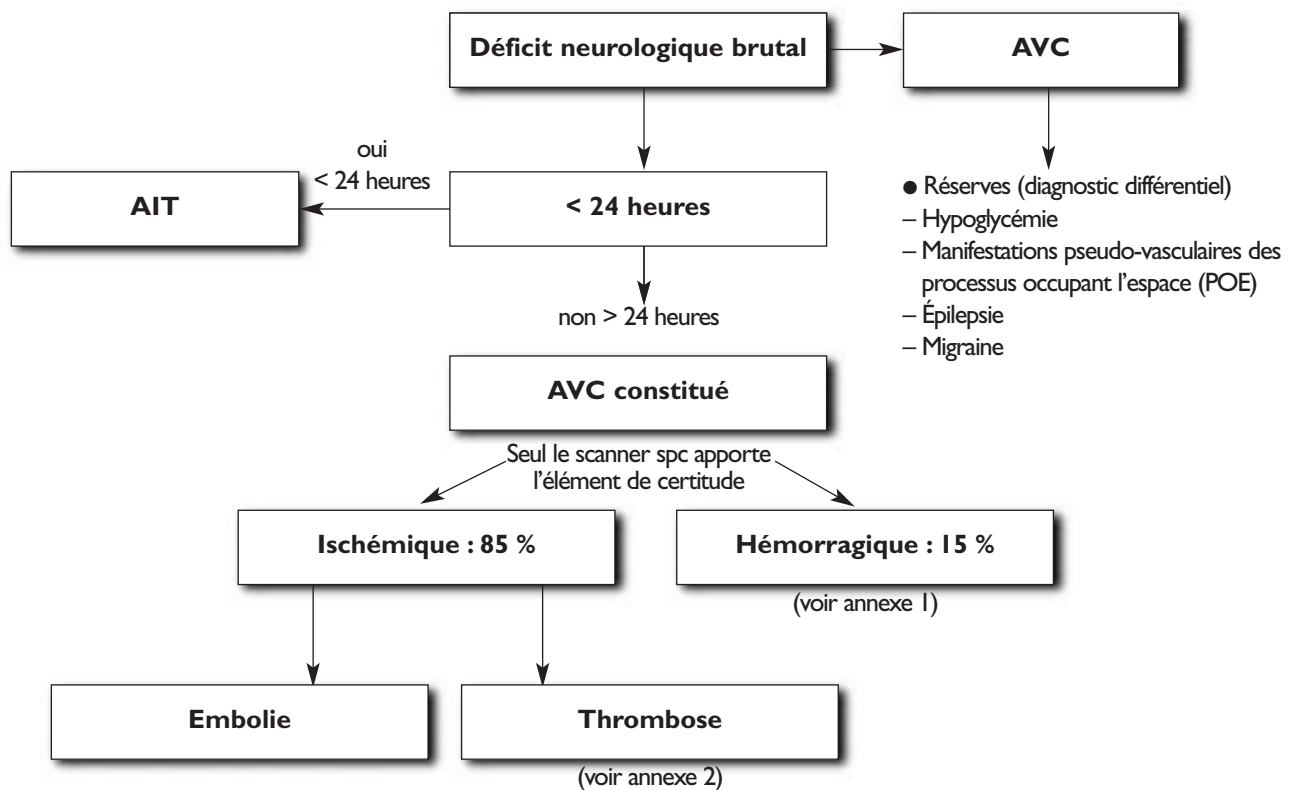 Déficit neurologique brutal
AVC
oui
< 24 heures
AIT
< 24 heures
● Réserves (diagnostic différentiel)
– Hypoglycémie
– Manifestations pseudo-vasculaires des
processus occupant l'espace (POE)
– Épilepsie
– Migraine
non > 24 heures
AVC constitué
Seul le scanner spc apporte
l'élément de certitude
Ischémique : 85 %
Hémorragique : 15 %
(voir annexe 1)
Embolie
Thrombose
(voir annexe 2)